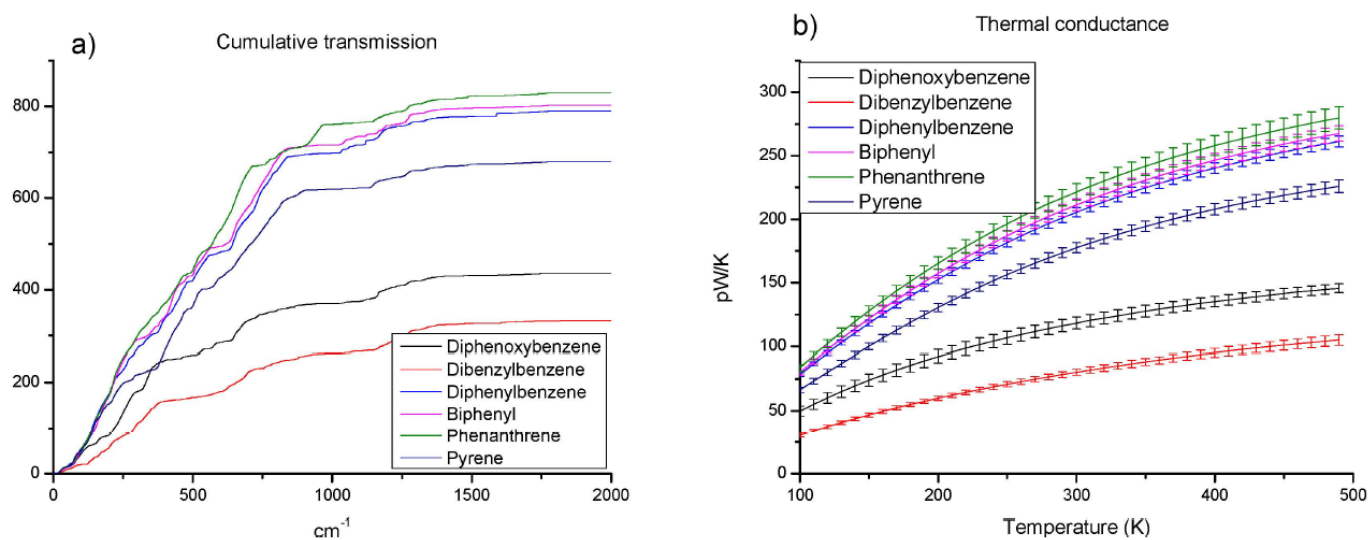 a)
Cumulative transmission
800
600
400
200
0
0
500
1000
1500
2000
cm⁻¹
Diphenoxybenzene
Dibenzylbenzene
Diphenylbenzene
Biphenyl
Phenanthrene
Pyrene
b)
Thermal conductance
Diphenoxybenzene
Dibenzylbenzene
Diphenylbenzene
Biphenyl
Phenanthrene
Pyrene
pW/K
300
250
200
150
100
50
0
100
200
300
400
500
Temperature (K)